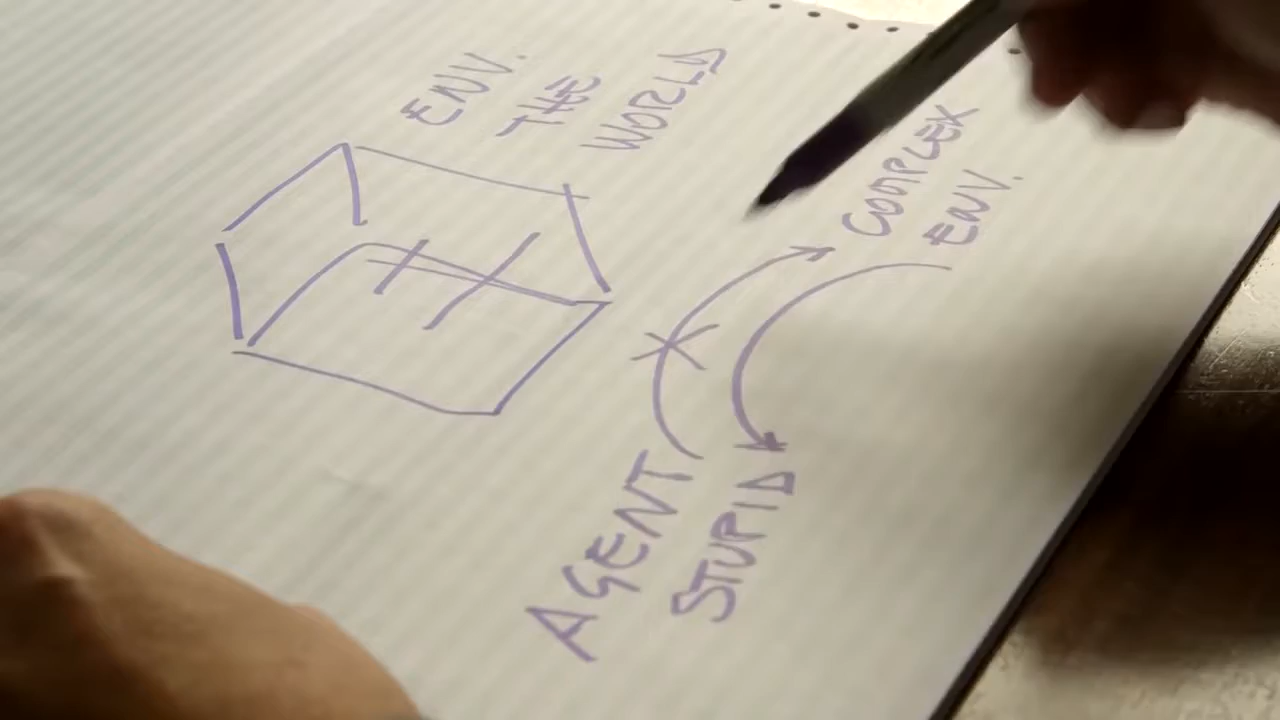 ENV.
THE
WORLD
COMPLEX
ENV.
AGENT
STUPID